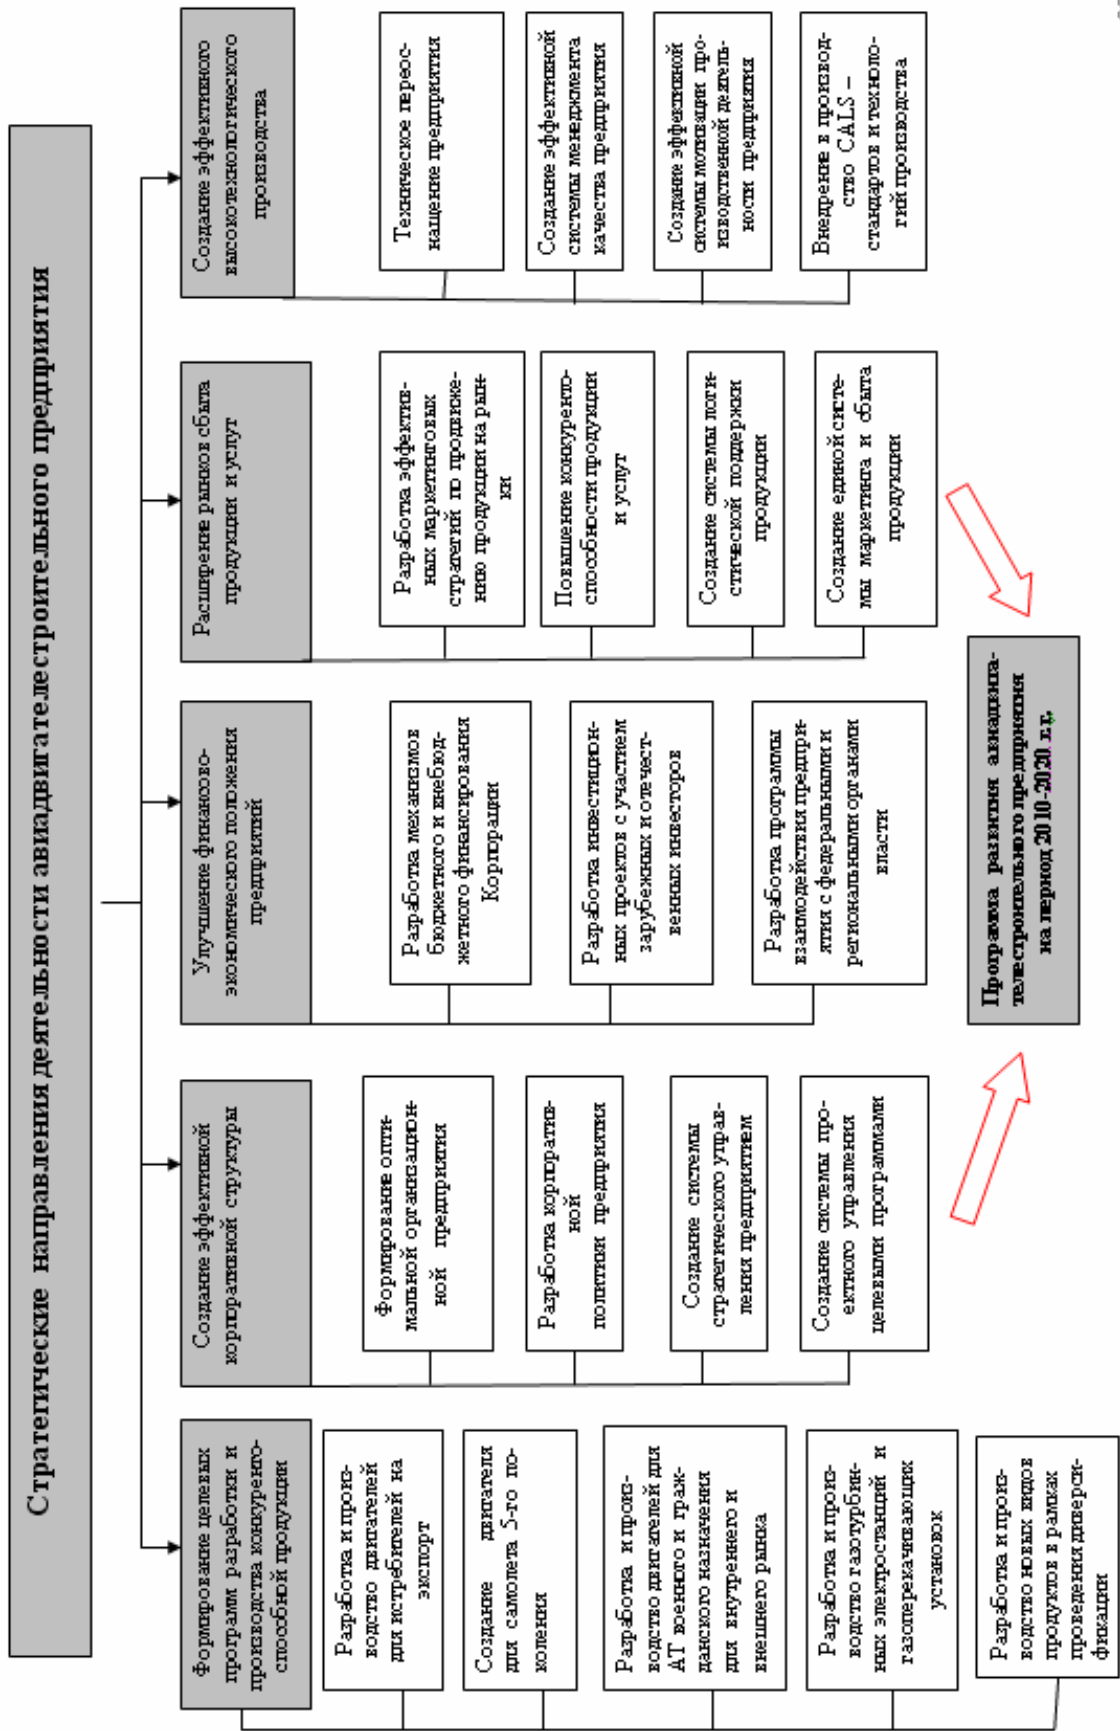 Стратегические направления деятельности авиадвигателестроительного предприятия
Формирование целевых
программ разработки и
производства конкуренто-
способной продукции
Разработка и произ-
водство двигателей
для истребителей на
экспорт
Создание двигателя
для самолета 5-го по-
коления
Разработка и произ-
водство двигателей для
АТ военного и граж-
данского назначения
для внутреннего и
внешнего рынка
Разработка и произ-
водство газотурбин-
ных электростанций и
газоперекачивающих
установок
Разработка и произ-
водство новых видов
продуктов в рамках
проведения диверси-
фикации
Создание эффективной
корпоративной структуры
Формирование опти-
мальной организацион-
ной предприятия
Разработка корпоратив-
ной
политики предприятия
Создание системы
стратегического управ-
ления предприятием
Создание системы про-
ектного управления
целевыми программами
Улучшение финансово-
экономического положения
предприятий
Разработка механизмов
бюджетного и внебюд-
жетного финансирования
Корпорации
Разработка инвестицион-
ных проектов с участием
зарубежных и отечест-
венных инвесторов
Разработка программы
взаимодействия предпри-
ятия с федеральными и
региональными органами
власти
Расширение рынков сбыта
продукции и услуг
Разработка эффектив-
ных маркетинговых
стратегий по продвиже-
нию продукции на рын-
ки
Повышение конкуренто-
способности продукции
и услуг
Создание системы логи-
стической поддержки
продукции
Создание единой систе-
мы маркетинга и сбыта
продукции
Создание эффективного
высокотехнологического
производства
Техническое переос-
нащение предприятия
Создание эффективной
системы менеджмента
качества предприятия
Создание эффективной
системы мотивации про-
изводственной деятель-
ности предприятия
Внедрение в производ-
ство CALS –
стандартов и техноло-
гий производства
Программа развития авиадвига-
телестроительного предприятия
на период 2010-2020 г.г.